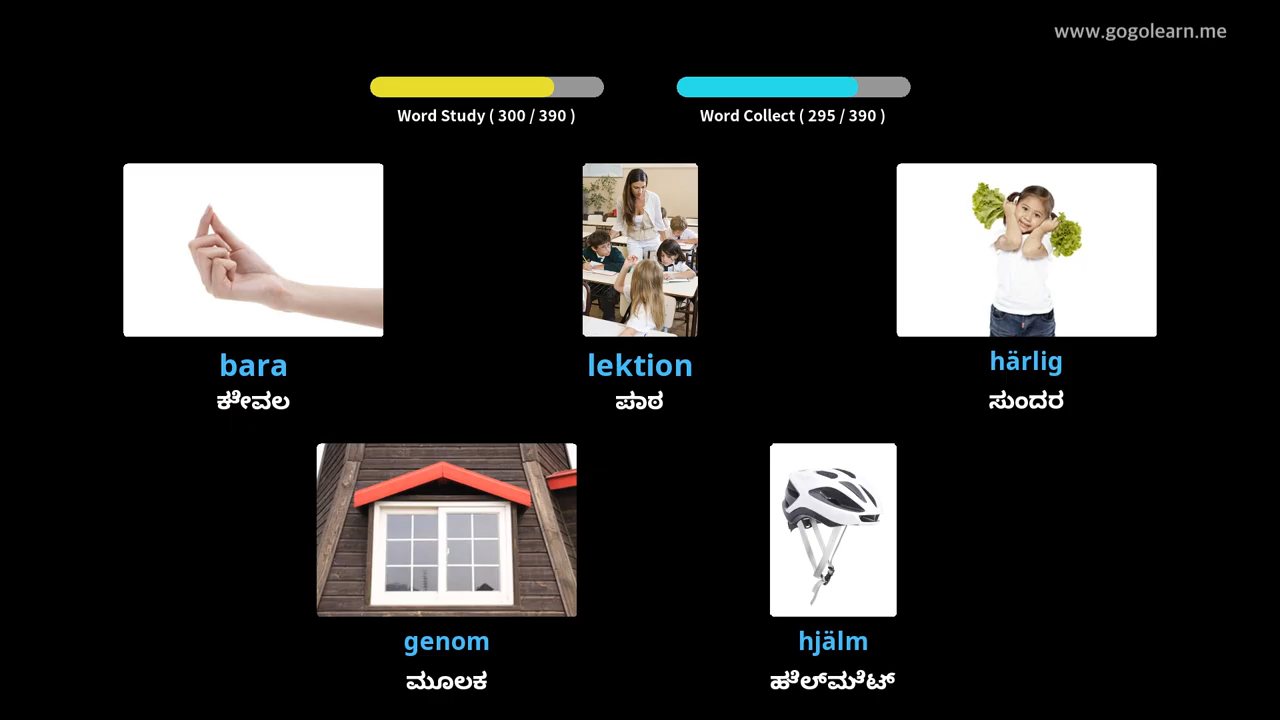 www.gogolearn.me
Word Study ( 300 / 390 )
Word Collect ( 295 / 390 )
bara
ಕೇವಲ
lektion
ಪಾಠ
härlig
ಸುಂದರ
genom
ಮೂಲಕ
hjälm
ಹೆಲ್ಮೆಟ್